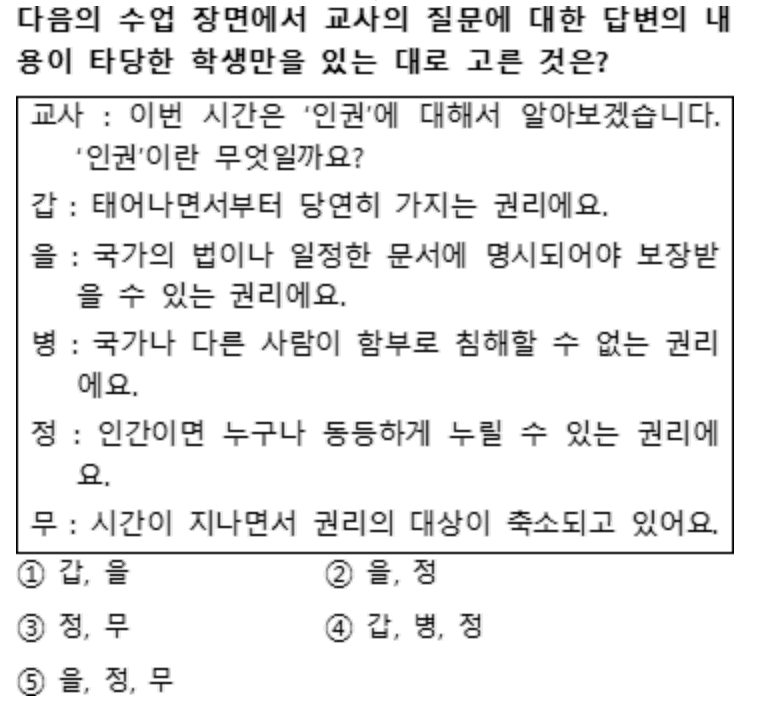 다음의 수업 장면에서 교사의 질문에 대한 답변의 내
용이 타당한 학생만을 있는 대로 고른 것은?
교사 : 이번 시간은 ‘인권’에 대해서 알아보겠습니다.
‘인권’이란 무엇일까요?
갑 : 태어나면서부터 당연히 가지는 권리에요.
을 : 국가의 법이나 일정한 문서에 명시되어야 보장받
을 수 있는 권리에요.
병 : 국가나 다른 사람이 함부로 침해할 수 없는 권리
에요.
정 : 인간이면 누구나 동등하게 누릴 수 있는 권리에
요.
무 : 시간이 지나면서 권리의 대상이 축소되고 있어요.
① 갑, 을 ② 을, 정
③ 정, 무 ④ 갑, 병, 정
⑤ 을, 정, 무